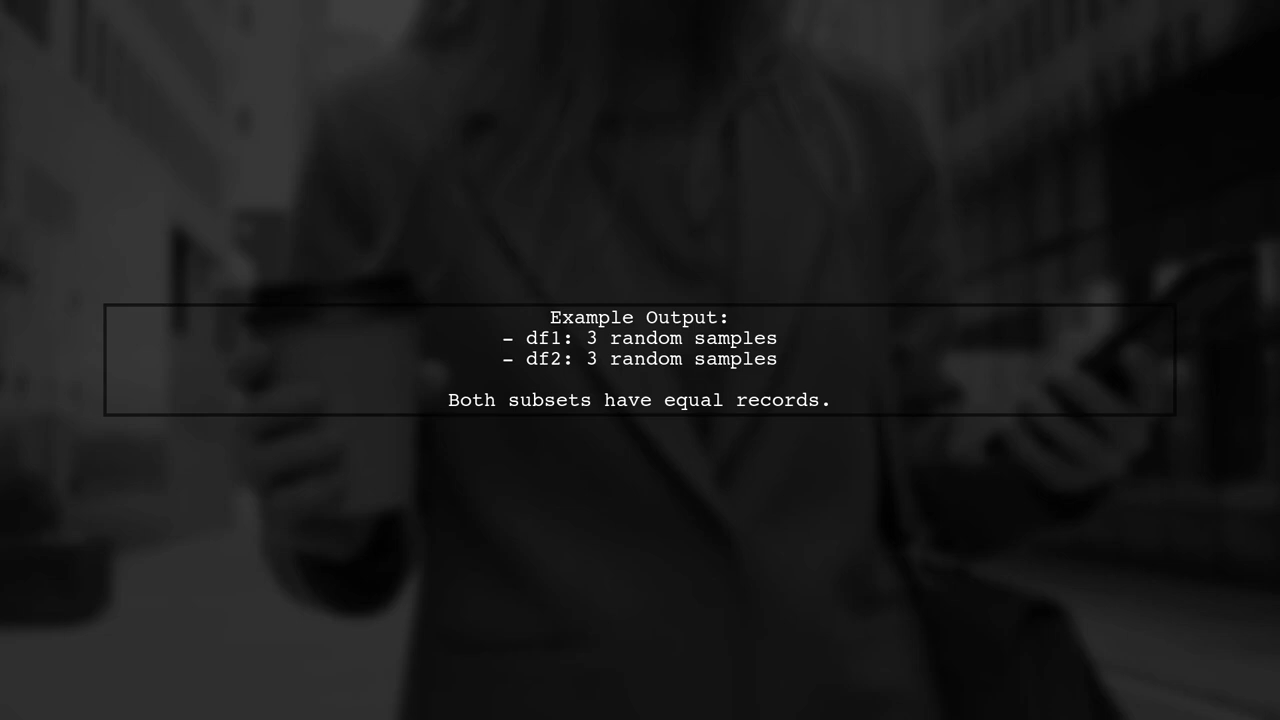 Example Output:
- df1: 3 random samples
- df2: 3 random samples
Both subsets have equal records.